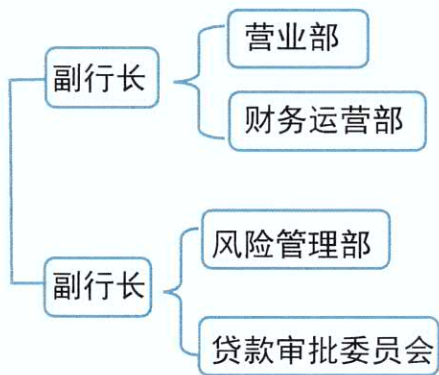 营业部
副行长
财务运营部
风险管理部
副行长
贷款审批委员会